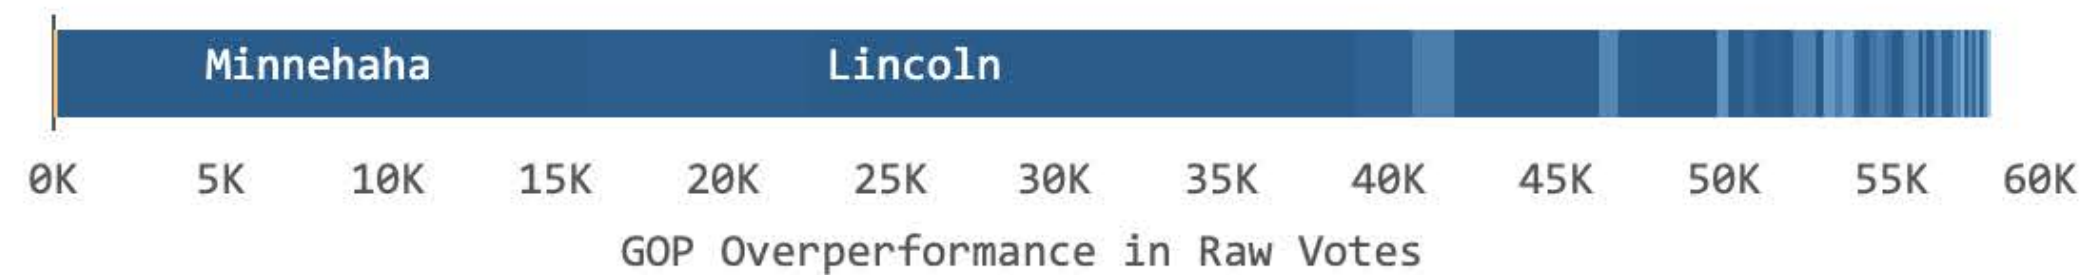 Minnehaha Lincoln
0K 5K 10K 15K 20K 25K 30K 35K 40K 45K 50K 55K 60K
GOP Overperformance in Raw Votes